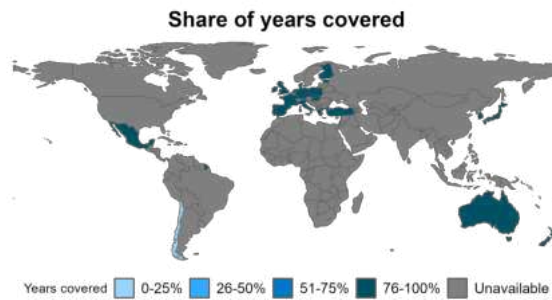 Share of years covered
Years covered 0-25% 26-50% 51-75% 76-100% Unavailable